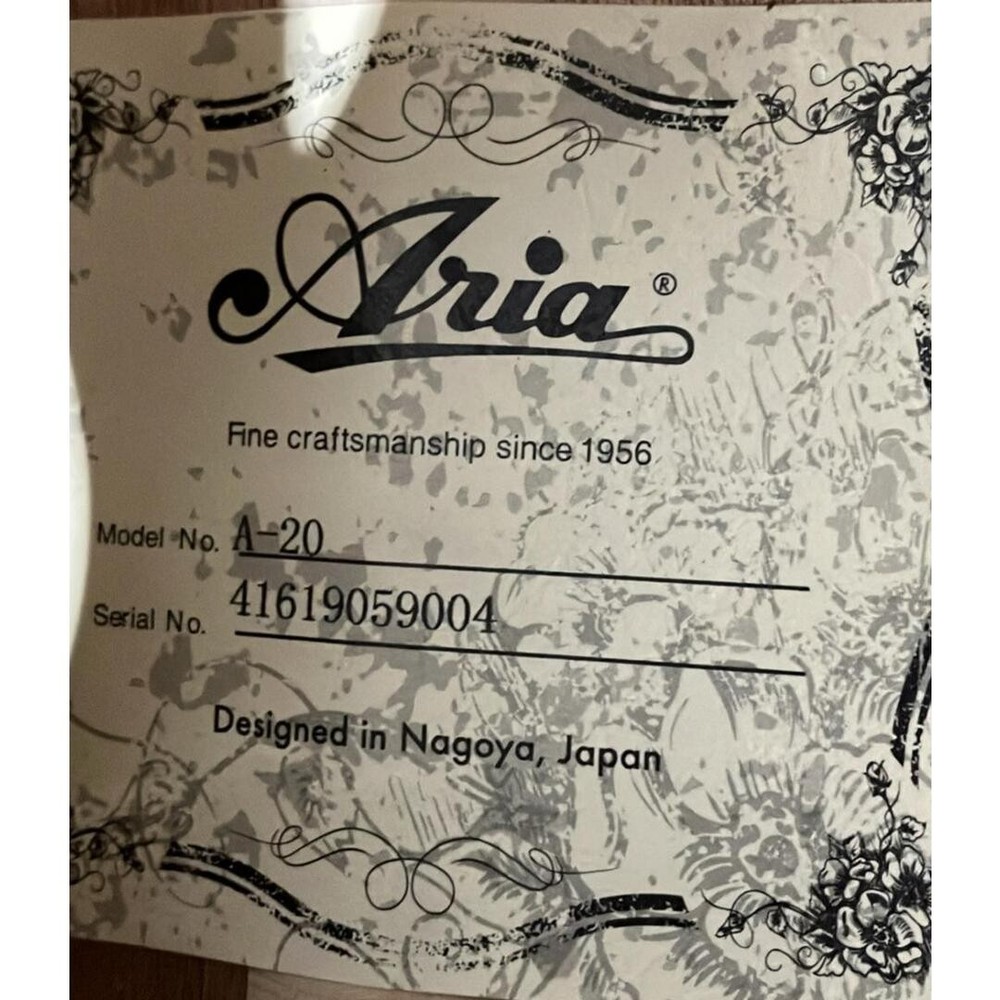 Aria ®
Fine craftsmanship since 1956
Model No. A-20
Serial No. 41619059004
Designed in Nagoya, Japan